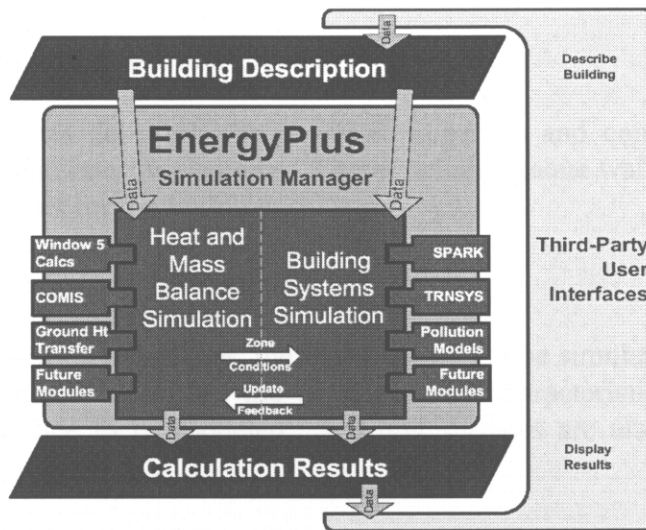 Data
Building Description
Describe
Building
EnergyPlus
Simulation Manager
Data
Data
Window 5
Calcs
COMIS
Ground Ht
Transfer
Future
Modules
Heat and
Mass
Balance
Simulation
Building
Systems
Simulation
Zone
Conditions
Update
Feedback
SPARK
TRNSYS
Pollution
Models
Future
Modules
Third-Party
User
Interfaces
Data
Data
Calculation Results
Display
Results
Data